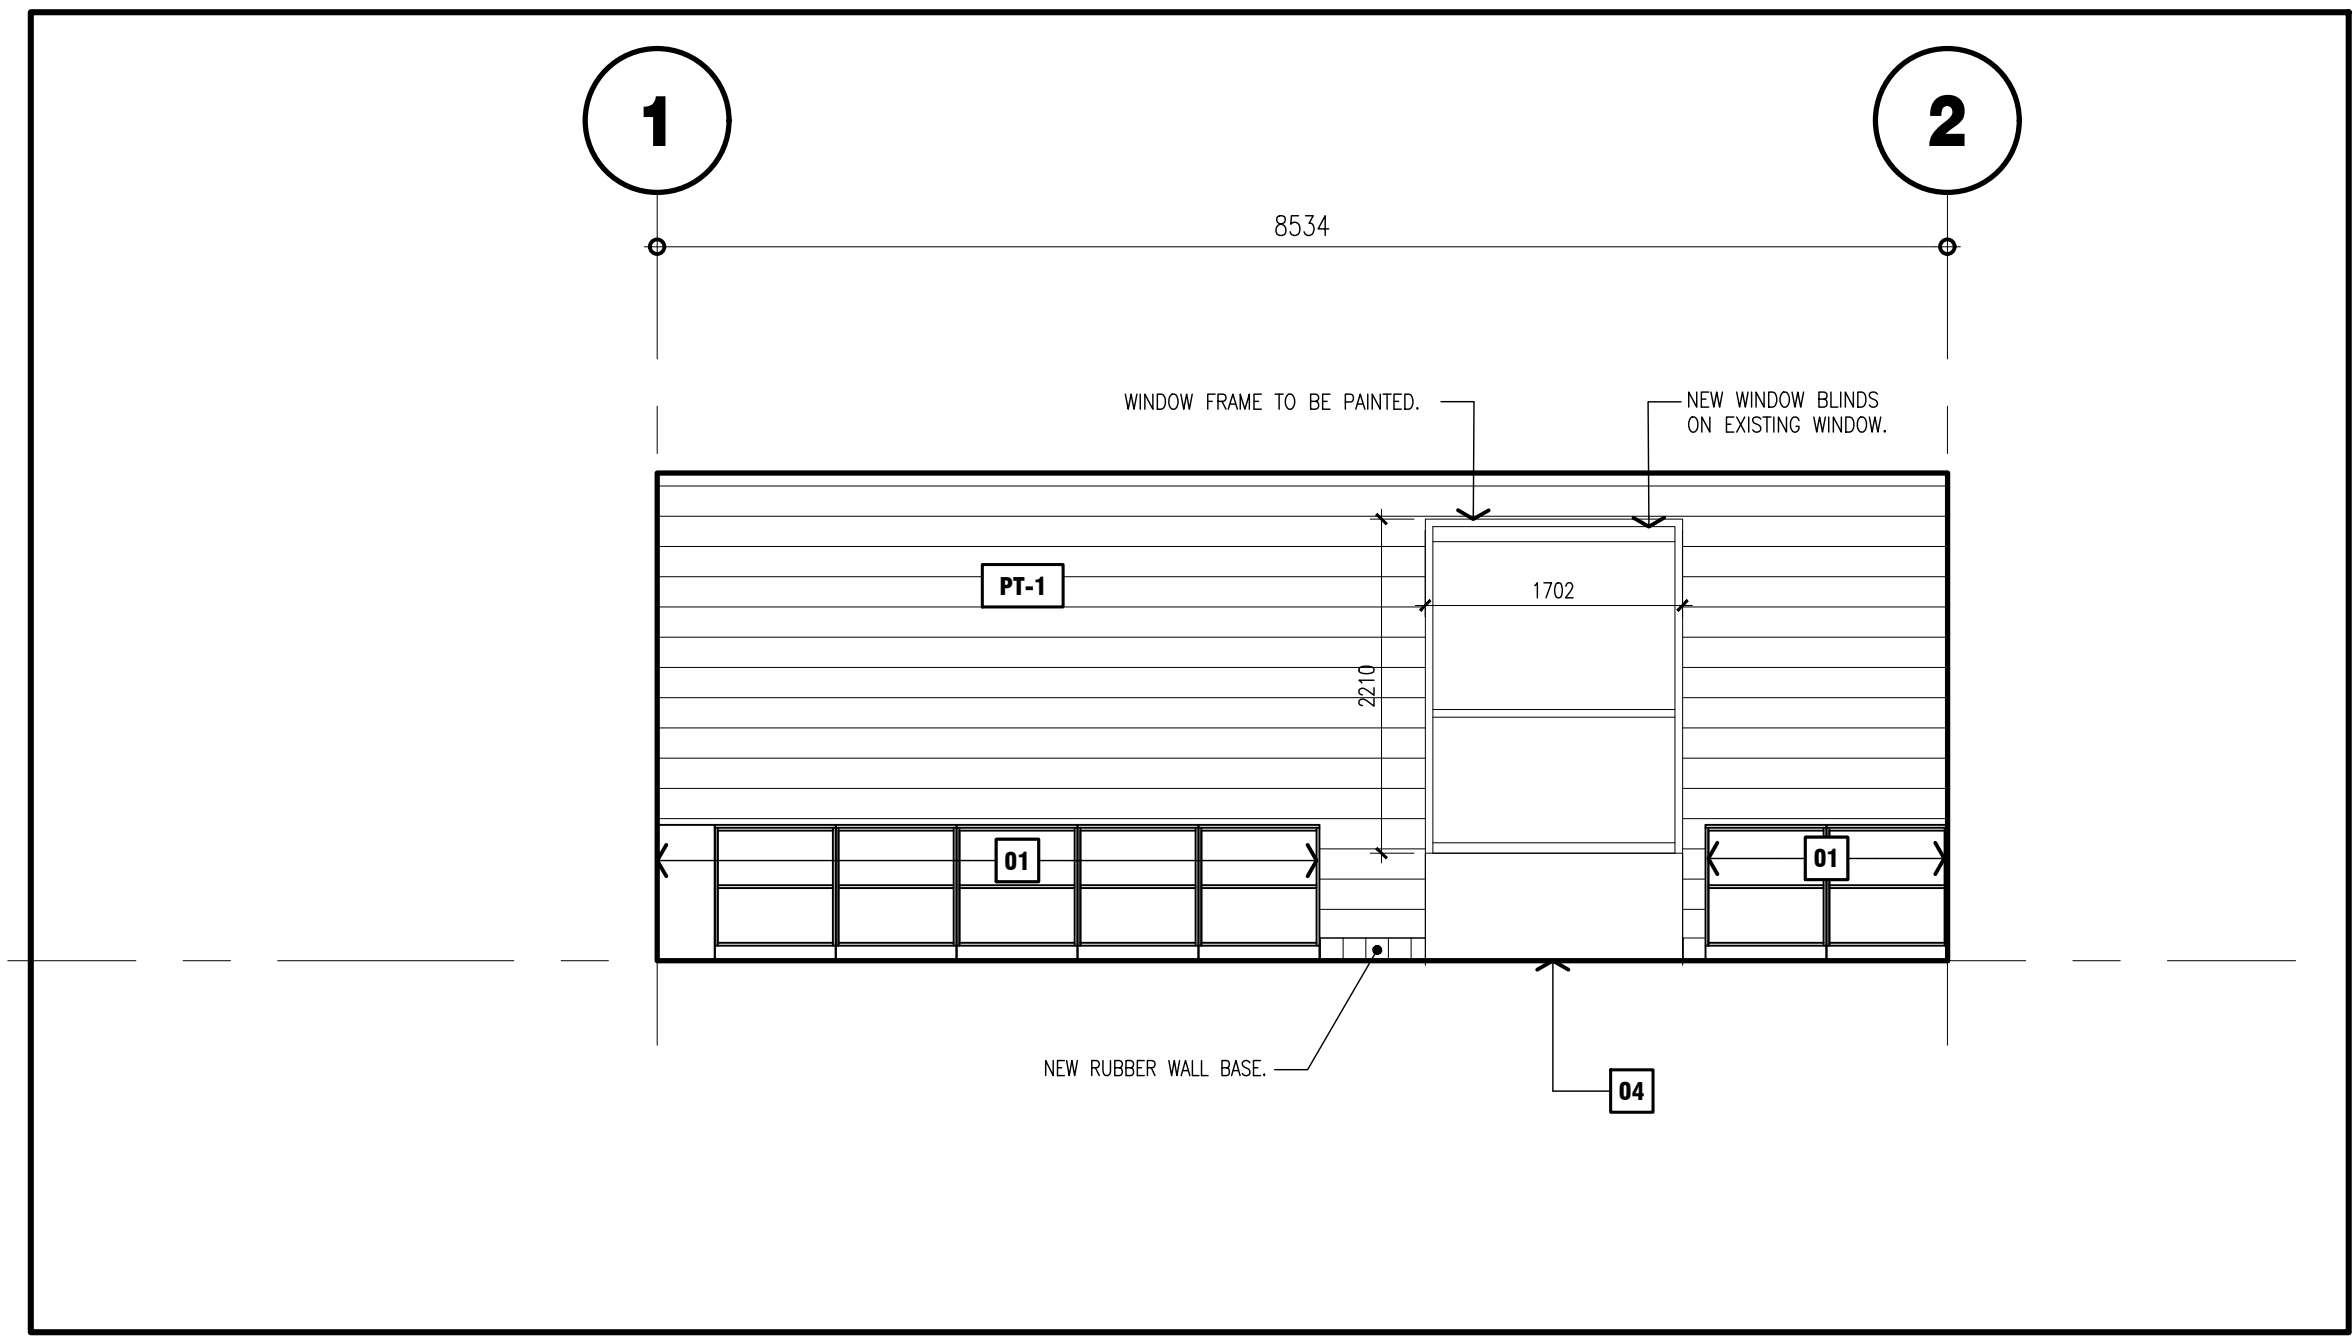 1
2
8534
WINDOW FRAME TO BE PAINTED.
NEW WINDOW BLINDS
ON EXISTING WINDOW.
PT-1
1702
2210
01
01
NEW RUBBER WALL BASE.
04